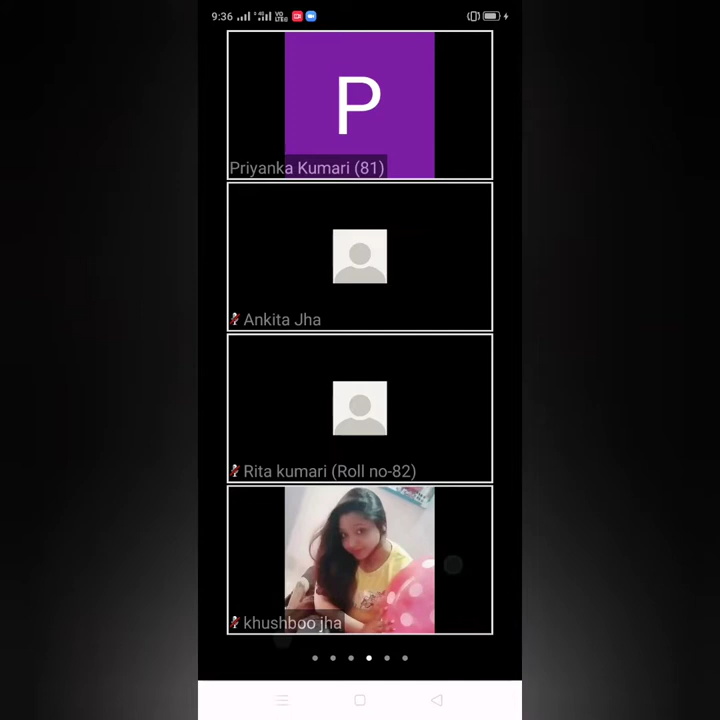 9:36
P
Priyanka Kumari (81)
Ankita Jha
Rita kumari (Roll no-82)
khushboo jha